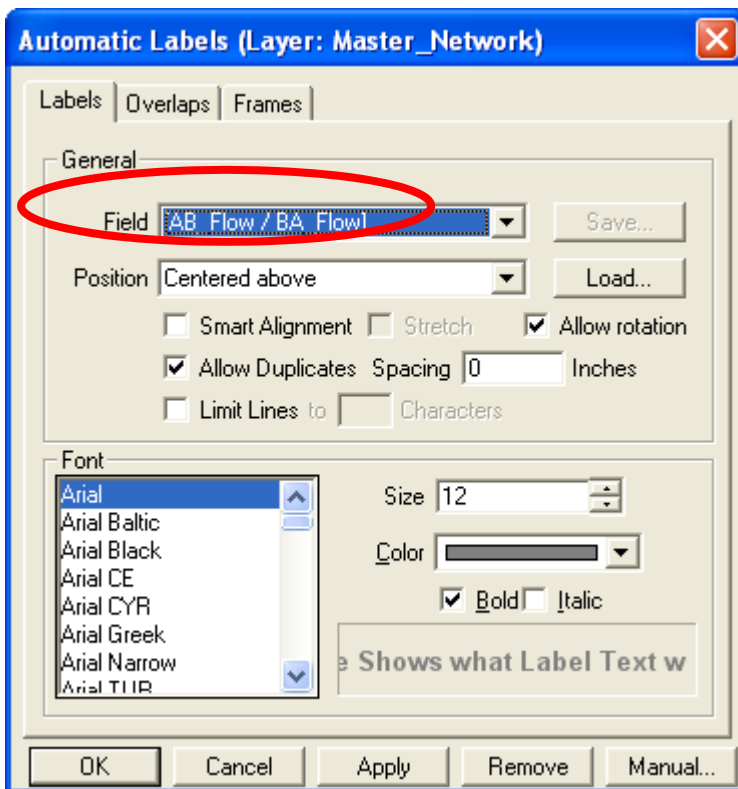 Automatic Labels (Layer: Master_Network)
Labels Overlaps Frames
General
Field [AB_Flow / BA_Flow] Save...
Position Centered above Load...
Smart Alignment Stretch Allow rotation
Allow Duplicates Spacing 0 Inches
Limit Lines to Characters
Font
Arial
Arial Baltic
Arial Black
Arial CE
Arial CYR
Arial Greek
Arial Narrow
Arial TUR
Size 12
Color
Bold Italic
e Shows what Label Text w
OK Cancel Apply Remove Manual...